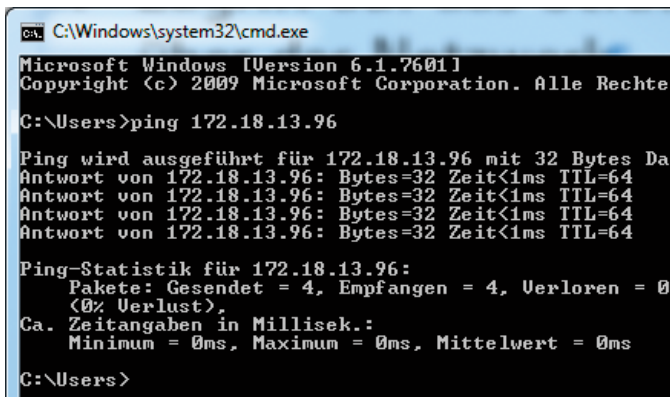 C:\Windows\system32\cmd.exe
Microsoft Windows [Version 6.1.7601]
Copyright (c) 2009 Microsoft Corporation. Alle Rechte
C:\Users>ping 172.18.13.96
Ping wird ausgeführt für 172.18.13.96 mit 32 Bytes Da
Antwort von 172.18.13.96: Bytes=32 Zeit<1ms TTL=64
Antwort von 172.18.13.96: Bytes=32 Zeit<1ms TTL=64
Antwort von 172.18.13.96: Bytes=32 Zeit<1ms TTL=64
Antwort von 172.18.13.96: Bytes=32 Zeit<1ms TTL=64
Ping-Statistik für 172.18.13.96:
Pakete: Gesendet = 4, Empfangen = 4, Verloren = 0
(0% Verlust),
Ca. Zeitangaben in Millisek.:
Minimum = 0ms, Maximum = 0ms, Mittelwert = 0ms
C:\Users>